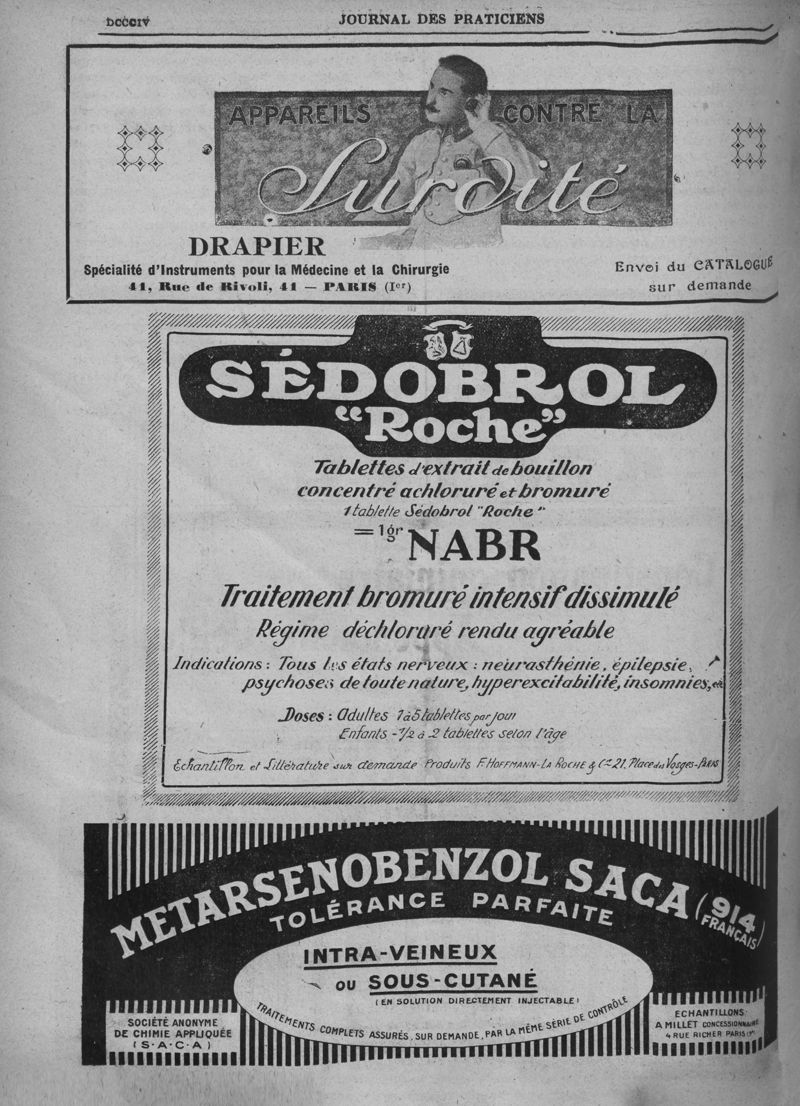 DCCCIV
JOURNAL DES PRATICIENS
APPAREILS CONTRE LA
Surdité
DRAPIER
Spécialité d'Instruments pour la Médecine et la Chirurgie
41, Rue de Rivoli, 41 — PARIS (Ier)
Envoi du CATALOGUE
sur demande
SÉDOBROL
"Roche"
Tablettes d'extrait de bouillon
concentré achloruré et bromuré
1 tablette Sédobrol "Roche"
= 1gr NABR
Traitement bromuré intensif dissimulé
Régime déchloruré rendu agréable
Indications : Tous les états nerveux : neurasthénie, épilepsie,
psychoses de toute nature, hyperexcitabilité, insomnies, etc
Doses : Adultes 1 à 5 tablettes par jour
Enfants - 1/2 à 2 tablettes selon l'âge
Echantillon et Littérature sur demande Produits F. HOFFMANN-LA ROCHE & Cie 21, Place des Vosges-PARIS
METARSENOBENZOL SACA (914 FRANÇAIS)
TOLÉRANCE PARFAITE
INTRA-VEINEUX
OU SOUS-CUTANÉ
(EN SOLUTION DIRECTEMENT INJECTABLE)
TRAITEMENTS COMPLETS ASSURÉS, SUR DEMANDE, PAR LA MÊME SÉRIE DE CONTRÔLE
SOCIÉTÉ ANONYME
DE CHIMIE APPLIQUÉE
(S.A.C.A)
ECHANTILLONS:
A MILLET CONCESSIONNAIRE
4 RUE RICHER PARIS